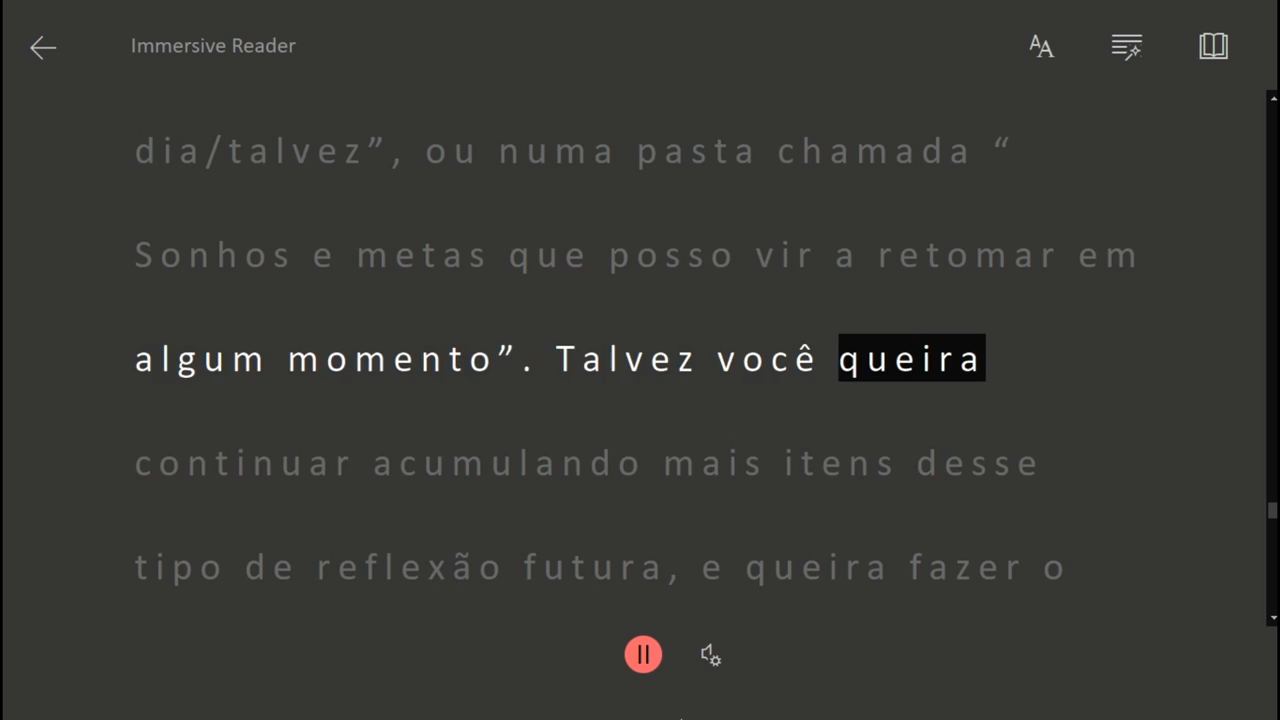 Immersive Reader
dia/talvez”, ou numa pasta chamada “
Sonhos e metas que posso vir a retomar em
algum momento”. Talvez você queira
continuar acumulando mais itens desse
tipo de reflexão futura, e queira fazer o